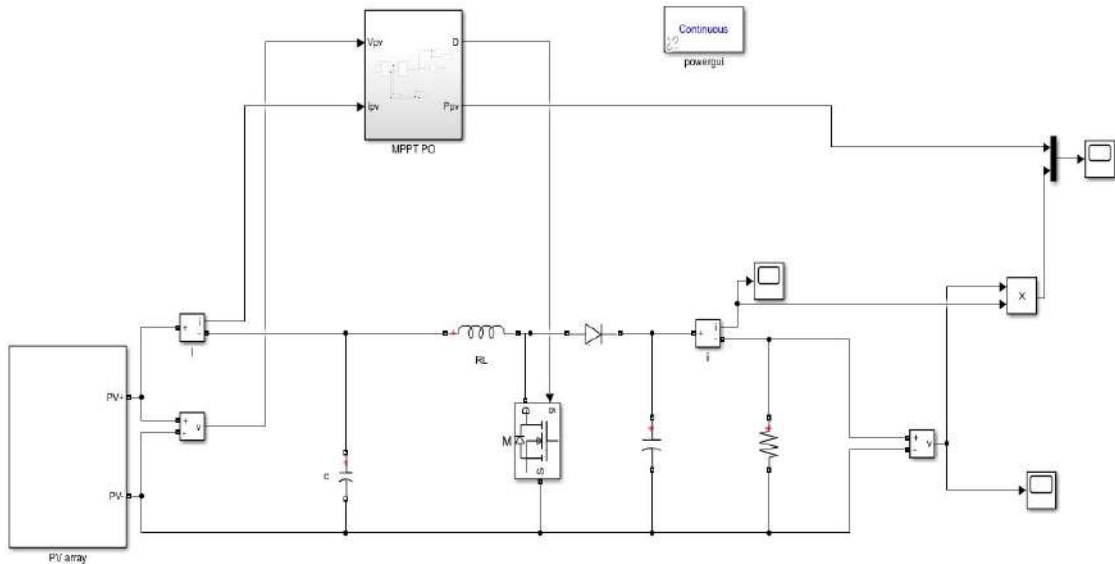 Continuous
powergui
Vpv
D
Ipv
Ppv
MPPT PO
X
+
i
-
I
RL
+
i
-
i
PV+
+
v
-
D
g
M
S
+
v
-
c
PV-
PV array